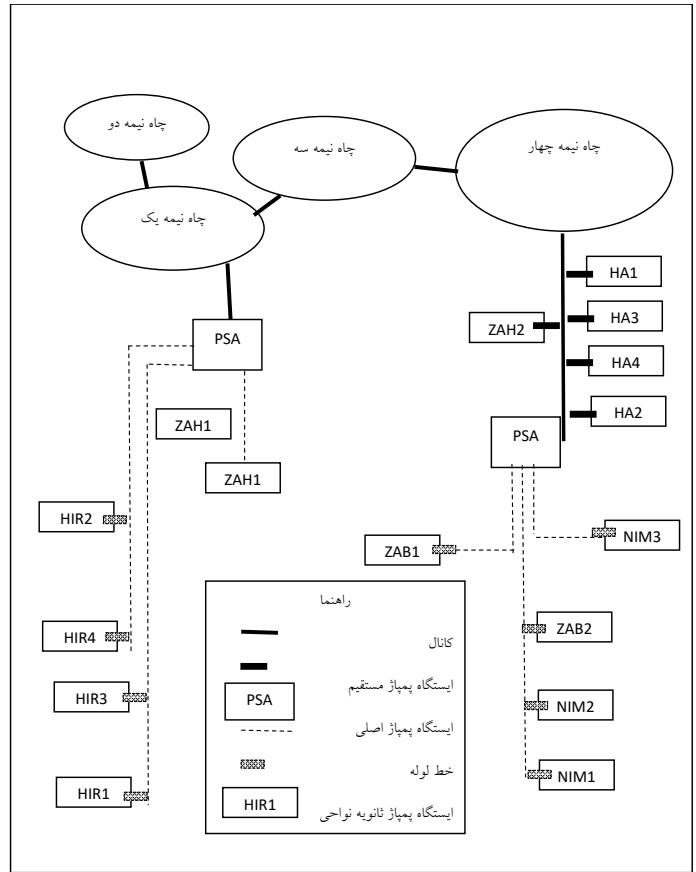 چاه نیمه دو
چاه نیمه سه
چاه نیمه چهار
چاه نیمه یک
HA1
PSA
ZAH2
HA3
HA4
ZAH1
HA2
PSA
ZAH1
HIR2
ZAB1
NIM3
راهنما
کانال
ایستگاه پمپاژ مستقیم
PSA
ایستگاه پمپاژ اصلی
خط لوله
HIR1
ایستگاه پمپاژ ثانویه نواحی
HIR4
ZAB2
HIR3
NIM2
HIR1
NIM1